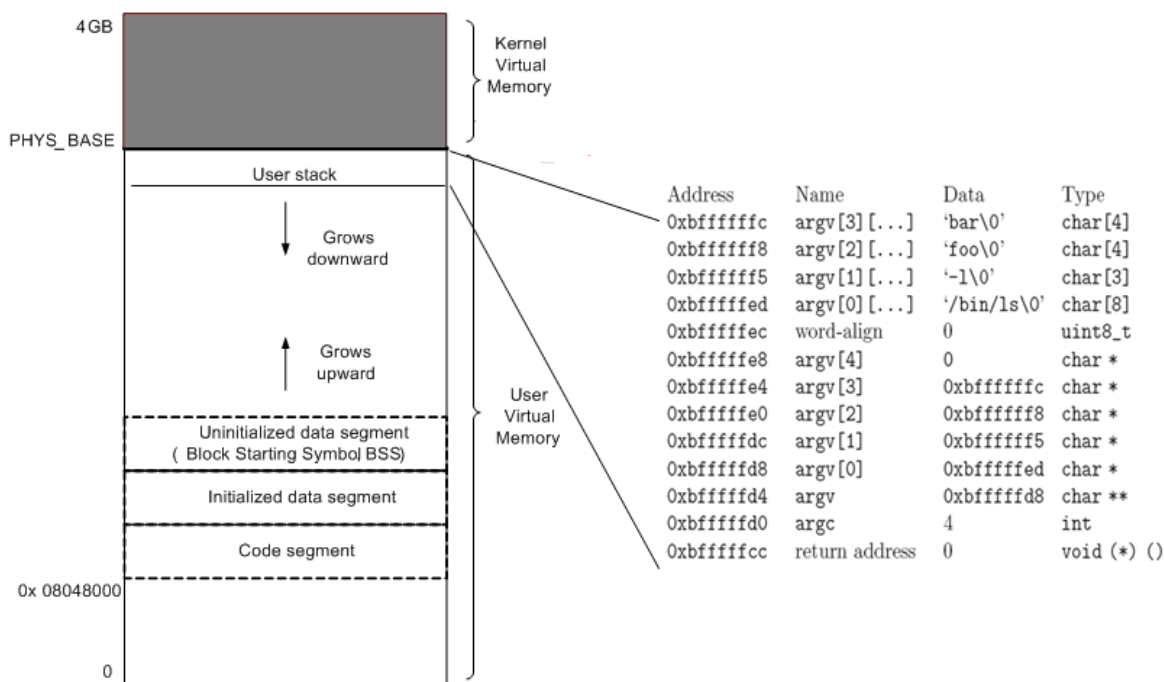 4GB
Kernel
Virtual
Memory
PHYS_BASE
User stack
Grows
downward
Grows
upward
User
Virtual
Memory
Uninitialized data segment
( Block Starting Symbol BSS)
Initialized data segment
Code segment
0x 08048000
0
Address Name Data Type
0xbffffffc argv[3][...] ‘bar\0’ char[4]
0xbffffff8 argv[2][...] ‘foo\0’ char[4]
0xbffffff5 argv[1][...] ‘-l\0’ char[3]
0xbfffffed argv[0][...] ‘/bin/ls\0’ char[8]
0xbfffffec word-align 0 uint8_t
0xbfffffe8 argv[4] 0 char *
0xbfffffe4 argv[3] 0xbffffffc char *
0xbfffffe0 argv[2] 0xbffffff8 char *
0xbfffffdc argv[1] 0xbffffff5 char *
0xbfffffd8 argv[0] 0xbfffffed char *
0xbfffffd4 argv 0xbfffffd8 char **
0xbfffffd0 argc 4 int
0xbfffffcc return address 0 void (*) ()